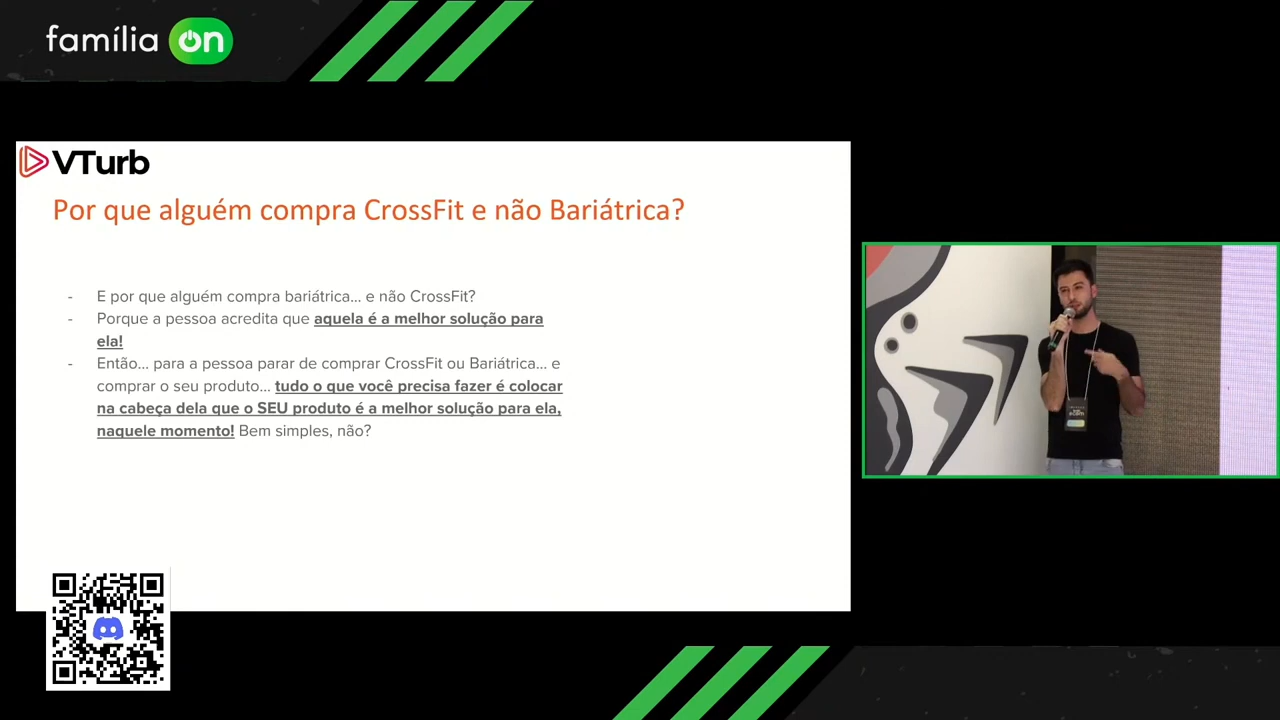 família on
VTurb
Por que alguém compra CrossFit e não Bariátrica?
- E por que alguém compra bariátrica... e não CrossFit?
- Porque a pessoa acredita que aquela é a melhor solução para
ela!
- Então... para a pessoa parar de comprar CrossFit ou Bariátrica... e
comprar o seu produto... tudo o que você precisa fazer é colocar
na cabeça dela que o SEU produto é a melhor solução para ela,
naquele momento! Bem simples, não?